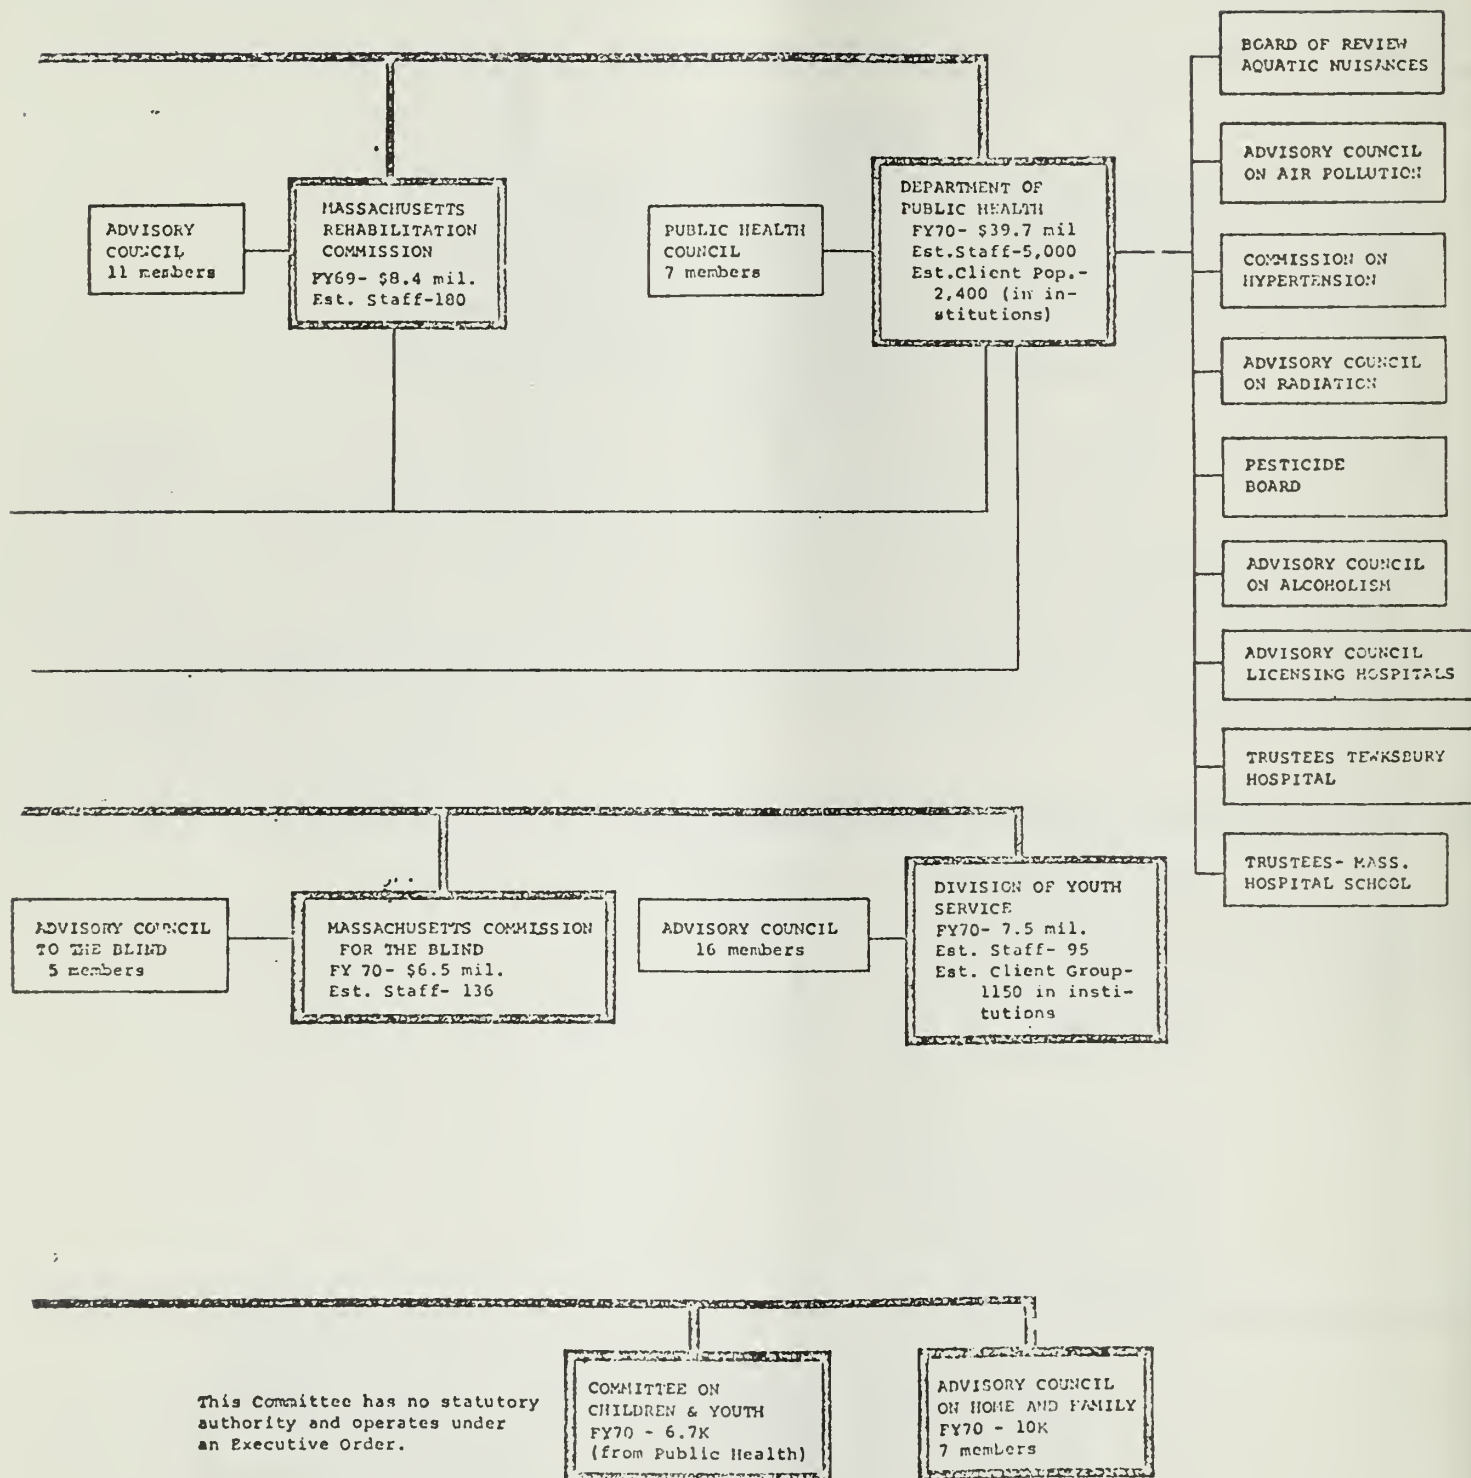 BOARD OF REVIEW
AQUATIC NUISANCES
ADVISORY COUNCIL
ON AIR POLLUTION
ADVISORY
COUNCIL
11 members
MASSACHUSETTS
REHABILITATION
COMMISSION
FY69- $8.4 mil.
Est. Staff-180
PUBLIC HEALTH
COUNCIL
7 members
DEPARTMENT OF
PUBLIC HEALTH
FY70- $39.7 mil
Est.Staff-5,000
Est.Client Pop.-
2,400 (in in-
stitutions)
COMMISSION ON
HYPERTENSION
ADVISORY COUNCIL
ON RADIATION
PESTICIDE
BOARD
ADVISORY COUNCIL
ON ALCOHOLISM
ADVISORY COUNCIL
LICENSING HOSPITALS
TRUSTEES TEWKSBURY
HOSPITAL
TRUSTEES- MASS.
HOSPITAL SCHOOL
ADVISORY COUNCIL
TO THE BLIND
5 members
MASSACHUSETTS COMMISSION
FOR THE BLIND
FY 70- $6.5 mil.
Est. Staff- 136
ADVISORY COUNCIL
16 members
DIVISION OF YOUTH
SERVICE
FY70- 7.5 mil.
Est. Staff- 95
Est. Client Group-
1150 in insti-
tutions
This Committee has no statutory
authority and operates under
an Executive Order.
COMMITTEE ON
CHILDREN & YOUTH
FY70 - 6.7K
(from Public Health)
ADVISORY COUNCIL
ON HOME AND FAMILY
FY70 - 10K
7 members